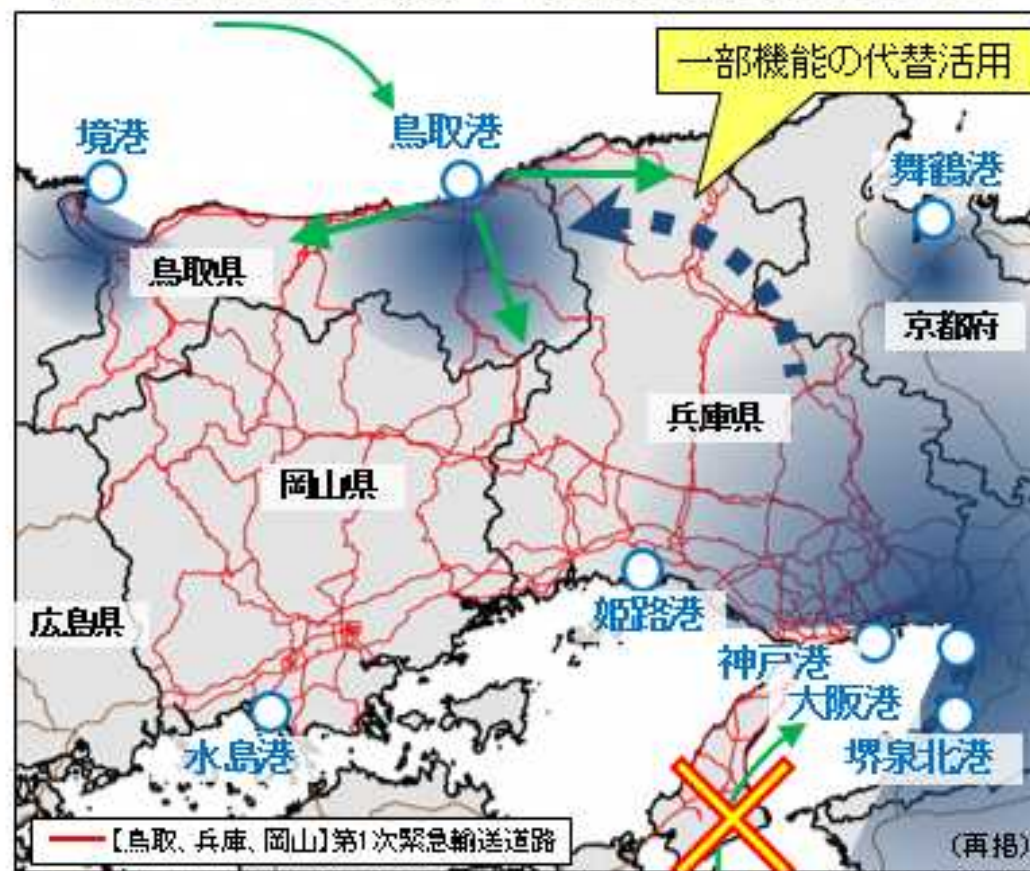 一部機能の代替活用
境港
鳥取港
舞鶴港
鳥取県
京都府
兵庫県
岡山県
広島県
姫路港
神戸港
大阪港
水島港
堺泉北港
【鳥取、兵庫、岡山】第1次緊急輸送道路
(再掲)